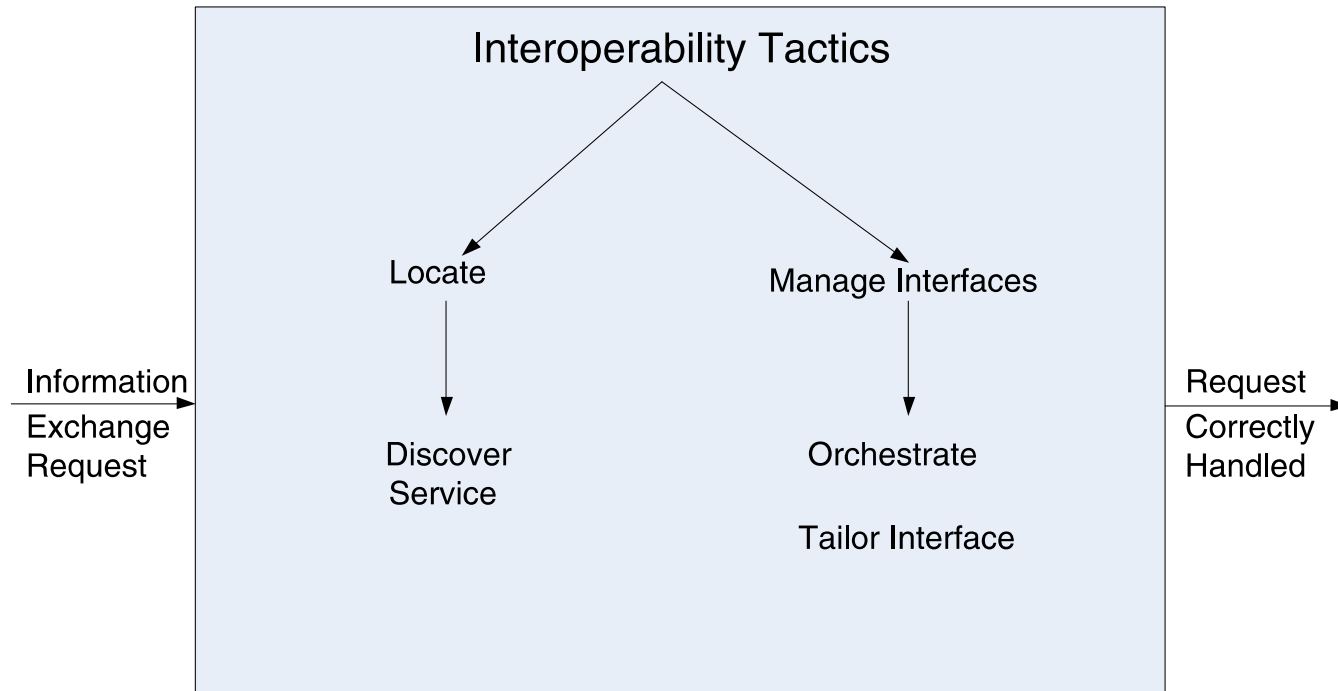 Interoperability Tactics
Locate
Manage Interfaces
Information
Exchange
Request
Discover
Service
Orchestrate
Tailor Interface
Request
Correctly
Handled